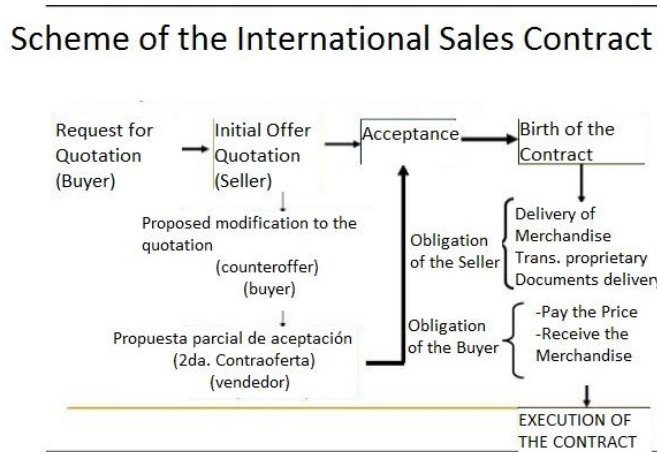 Scheme of the International Sales Contract
Request for
Quotation
(Buyer)
Initial Offer
Quotation
(Seller)
Acceptance
Birth of the
Contract
Proposed modification to the
quotation
(counteroffer)
(buyer)
Propuesta parcial de aceptación
(2da. Contraoferta)
(vendedor)
Obligation
of the Seller
Delivery of
Merchandise
Trans. proprietary
Documents delivery
Obligation
of the Buyer
-Pay the Price
-Receive the
Merchandise
EXECUTION OF
THE CONTRACT